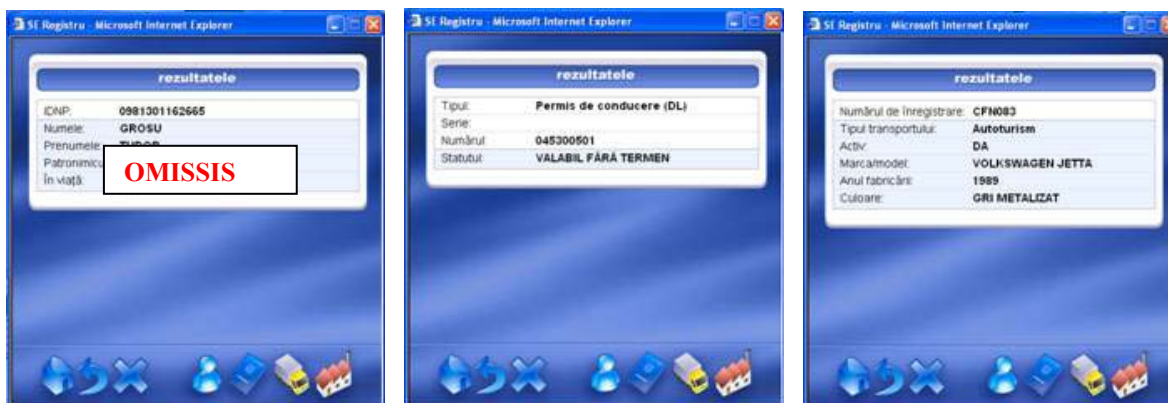 SE Registru - Microsoft Internet Explorer
rezultatele
IDNP: 0981301162665
Numele: GROSU
Prenumele:
Patronimicu
În viață:
OMISSIS
SE Registru - Microsoft Internet Explorer
rezultatele
Tipul: Permis de conducere (DL)
Serie:
Numărul 045300501
Statutul: VALABIL FĂRĂ TERMEN
SE Registru - Microsoft Internet Explorer
rezultatele
Numărul de înregistrare: CFN083
Tipul transportului: Autoturism
Activ: DA
Marca/model: VOLKSWAGEN JETTA
Anul fabricării: 1989
Culoare: GRI METALIZAT